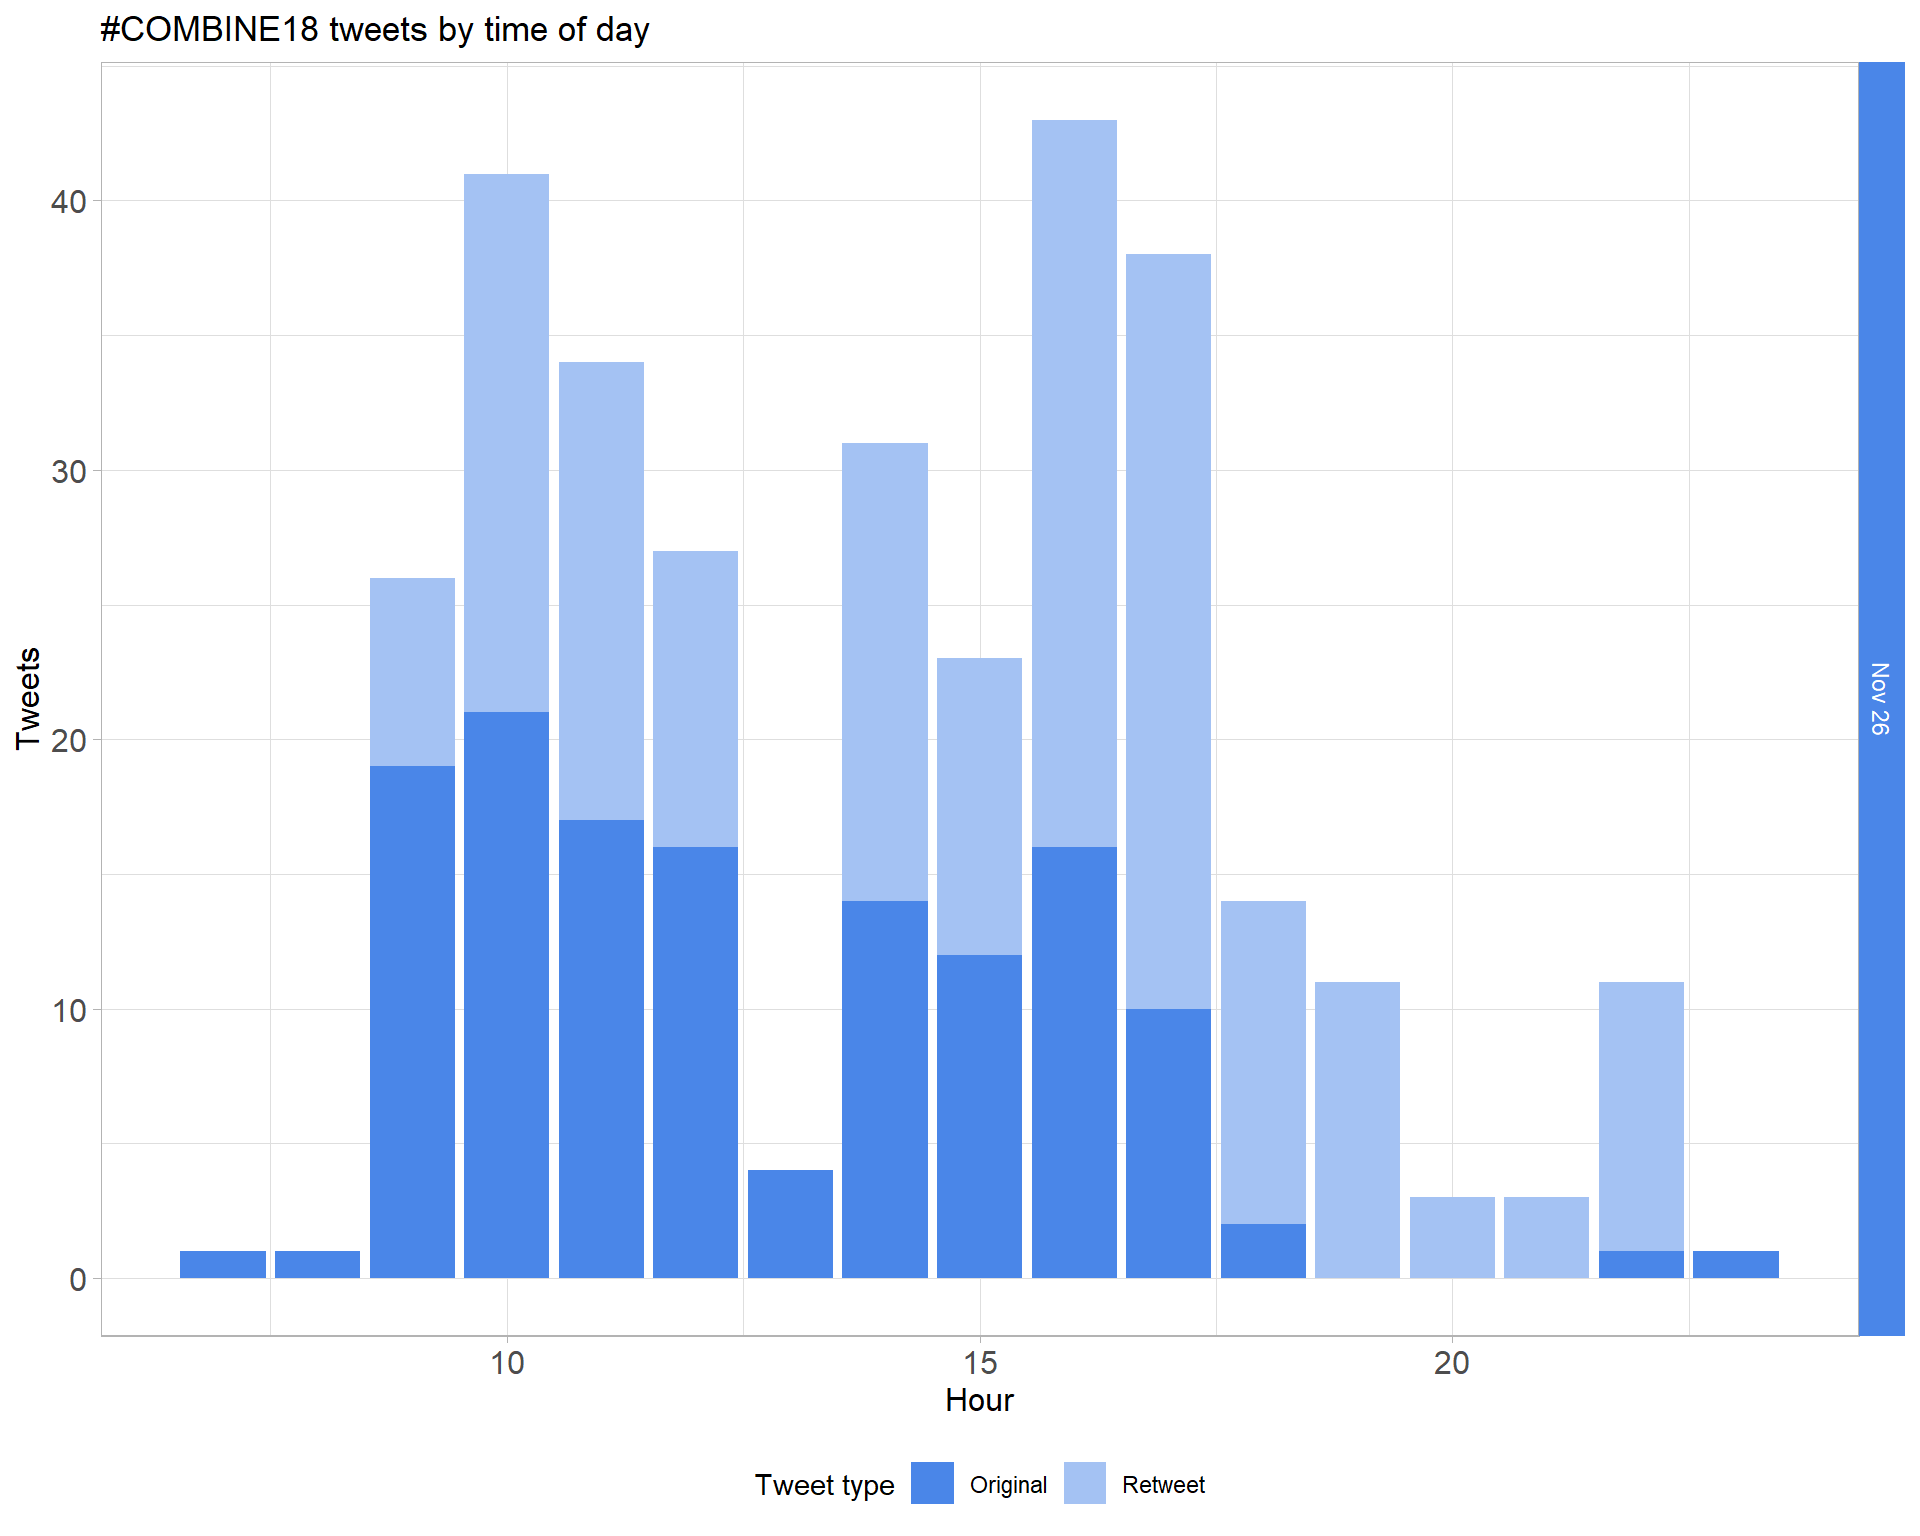 #COMBINE18 tweets by time of day
40
30
20
10
0
Tweets
Nov 26
10 15 20
Hour
Tweet type Original Retweet